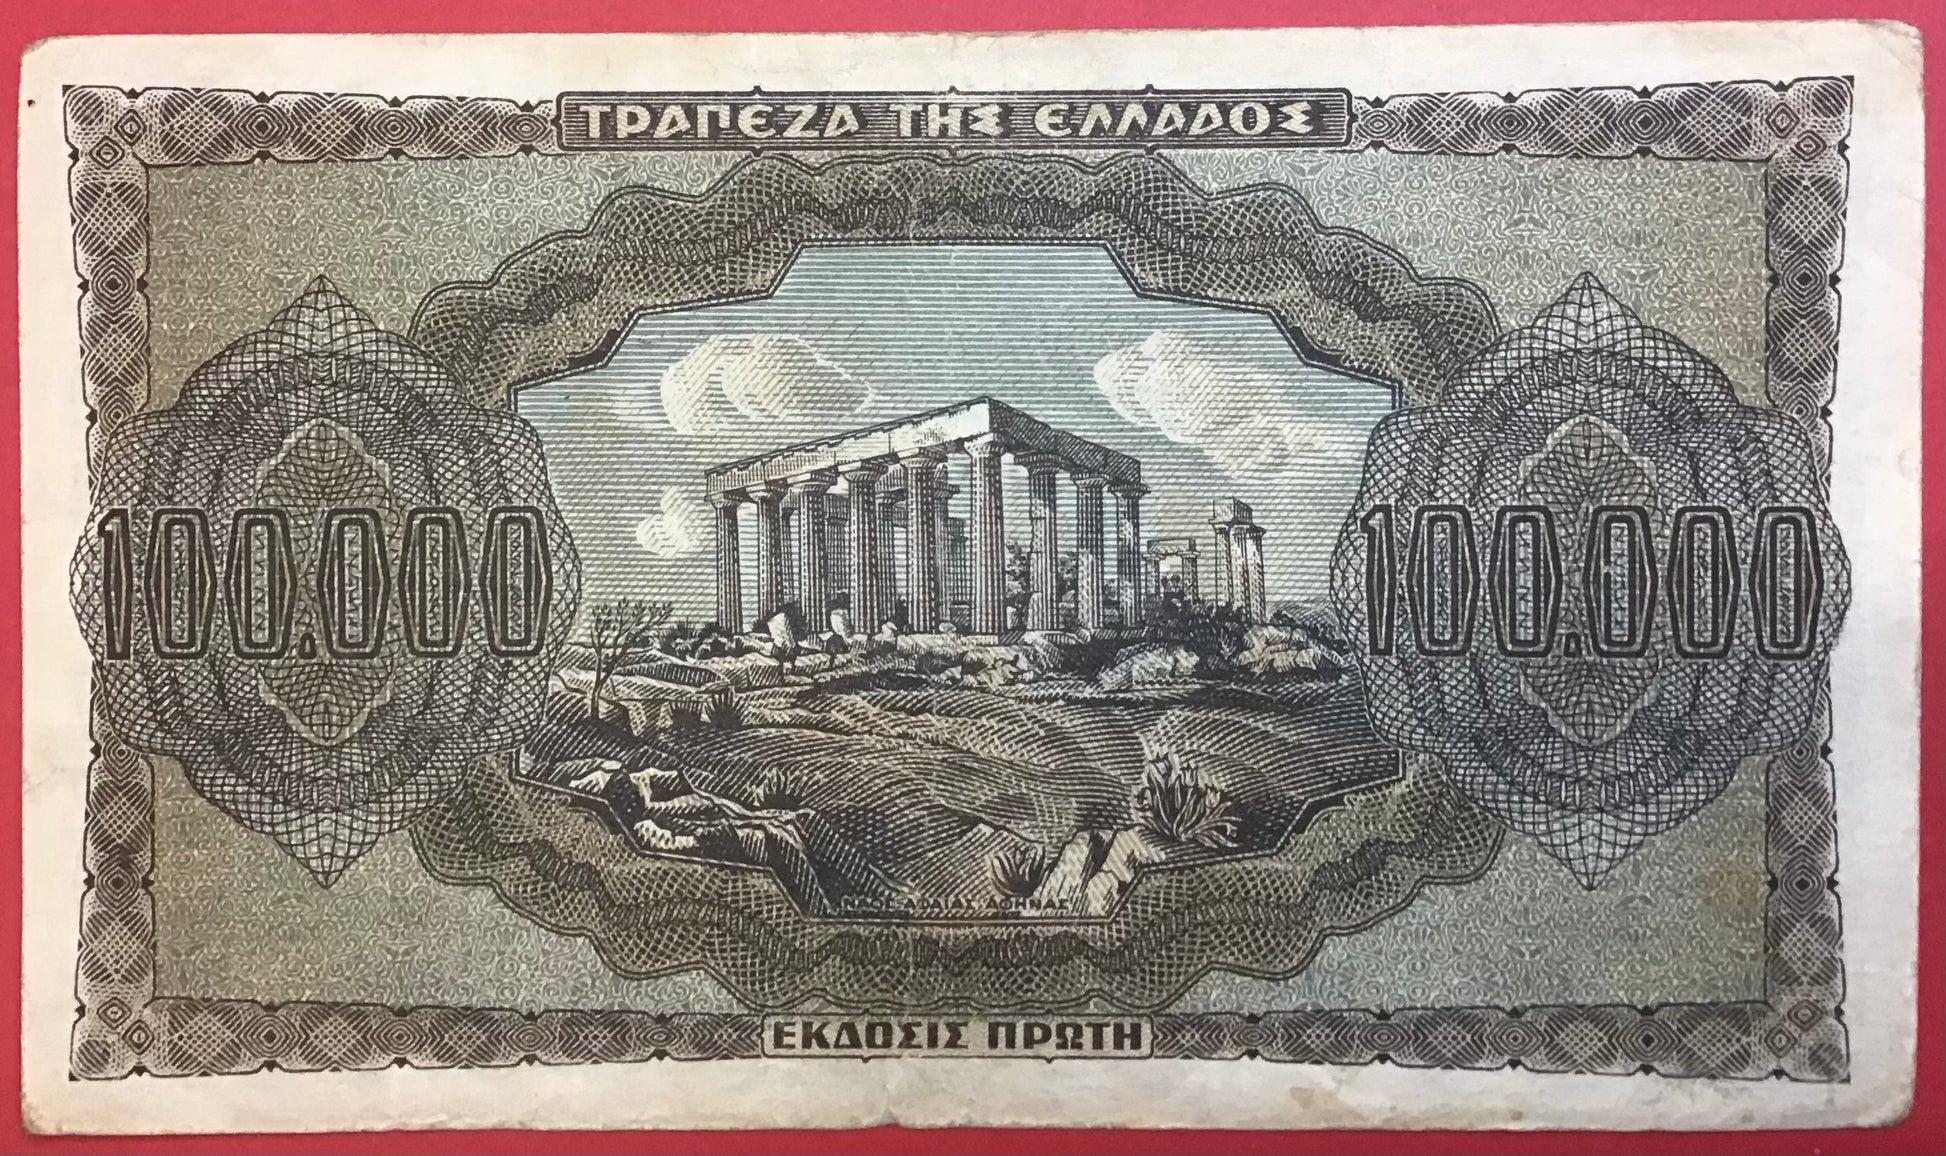 ΤΡΑΠΕΖΑ ΤΗΣ ΕΛΛΑΔΟΣ
100.000 100.000
ΝΑΟΣ ΑΦΑΙΑΣ ΑΘΗΝΑΣ
ΕΚΔΟΣΙΣ ΠΡΩΤΗ